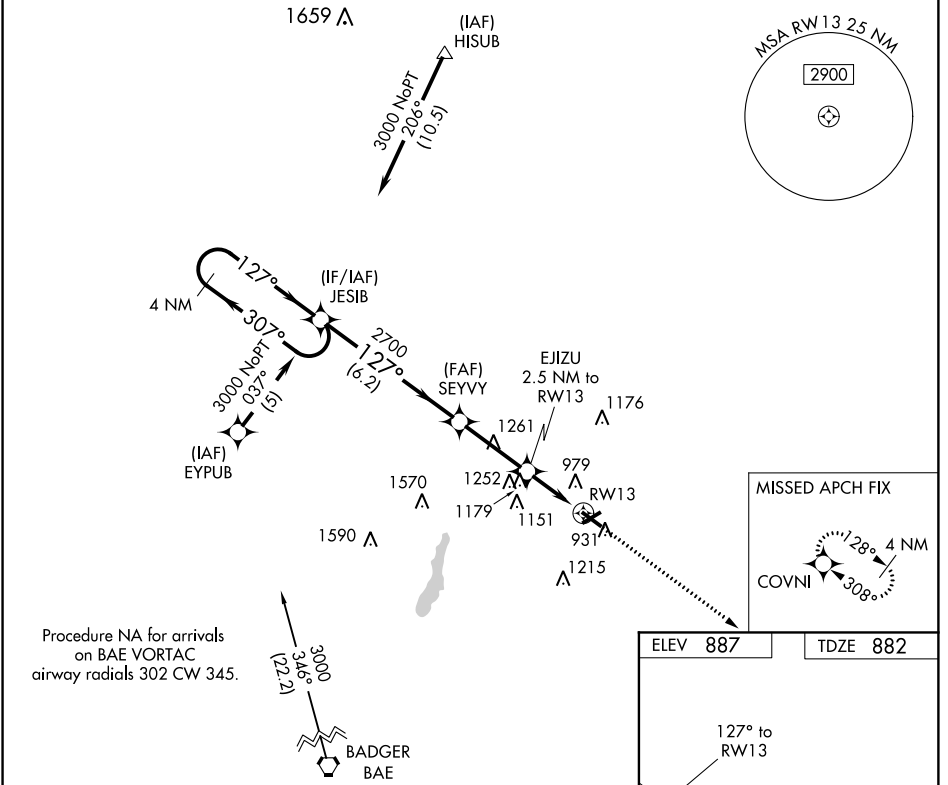 1659
(IAF)
HISUB
MSA RW13 25 NM
2900
3000 NoPT
206°
(10.5)
127°
4 NM
307°
(IF/IAF)
JESIB
3000 NoPT
037°
(5)
(IAF)
EYPUB
2700
127°
(6.2)
(FAF)
SEYVY
EJIZU
2.5 NM to
RW13
1176
1261
1252
979
1570
1179
1151
RW13
931
1590
1215
MISSED APCH FIX
128°
4 NM
COVNI
308°
Procedure NA for arrivals
on BAE VORTAC
airway radials 302 CW 345.
3000
346°
(22.2)
BADGER
BAE
ELEV 887
TDZE 882
127° to
RW13